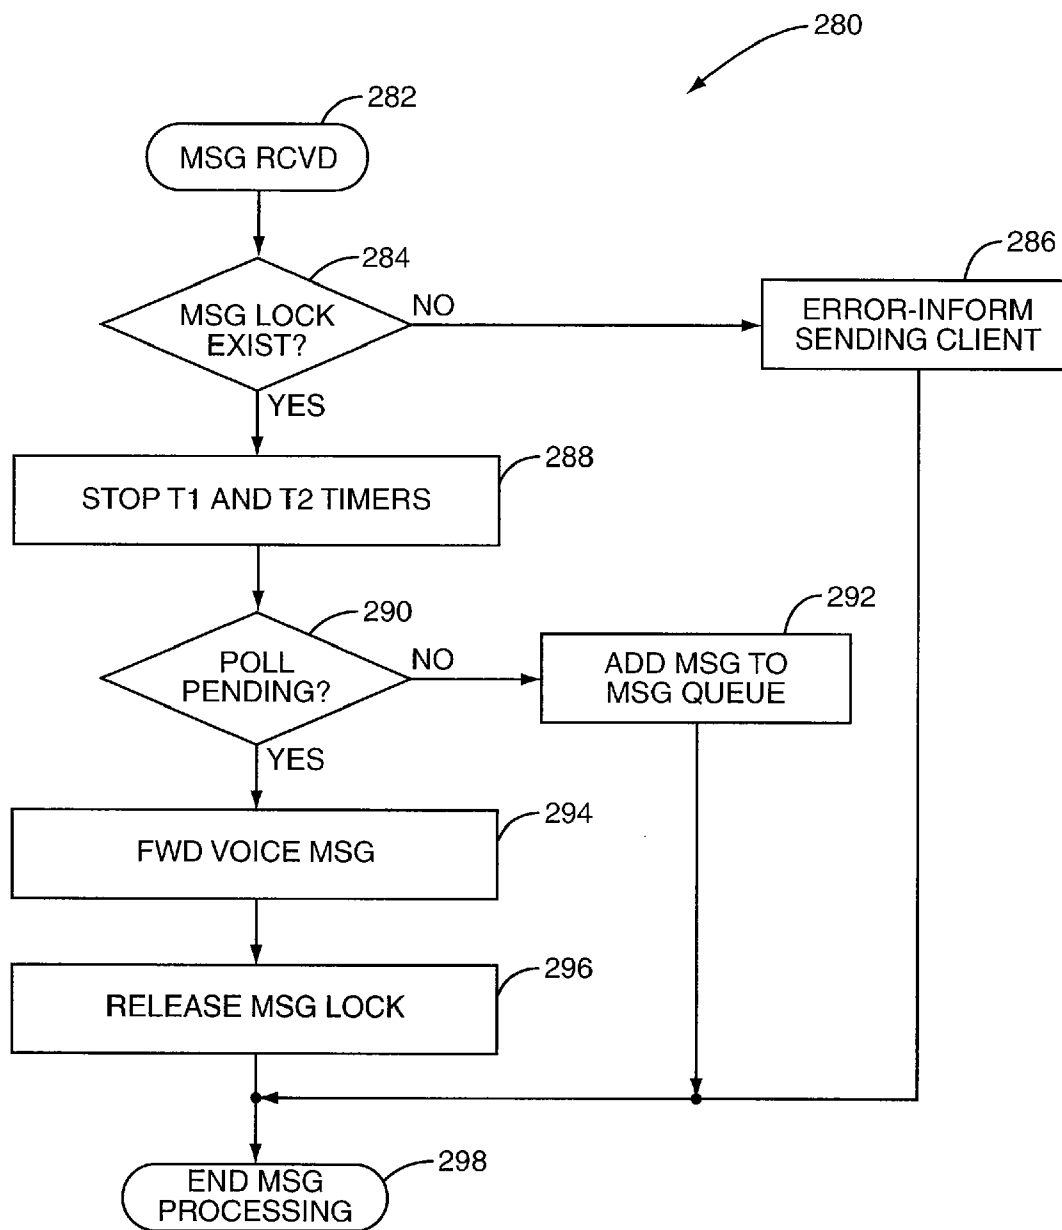 280
282
MSG RCVD
284
286
MSG LOCK
EXIST?
NO
ERROR-INFORM
SENDING CLIENT
YES
288
STOP T1 AND T2 TIMERS
290
292
POLL
PENDING?
NO
ADD MSG TO
MSG QUEUE
YES
294
FWD VOICE MSG
296
RELEASE MSG LOCK
298
END MSG
PROCESSING